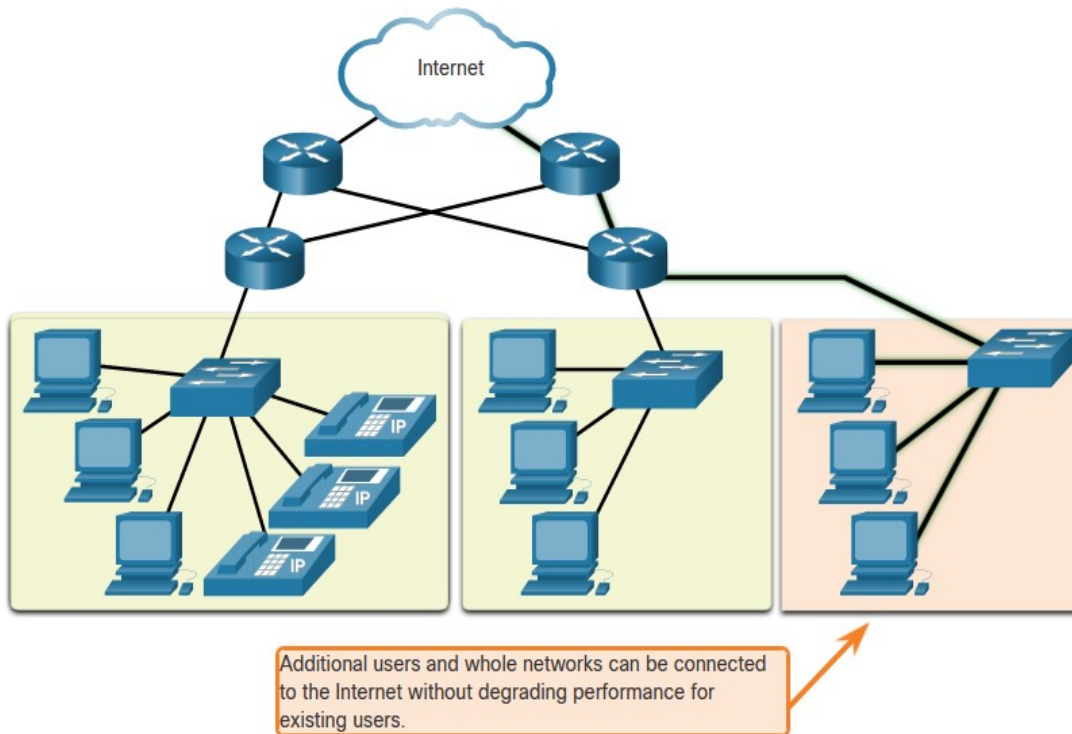 Internet
IP
IP
IP
Additional users and whole networks can be connected
to the Internet without degrading performance for
existing users.